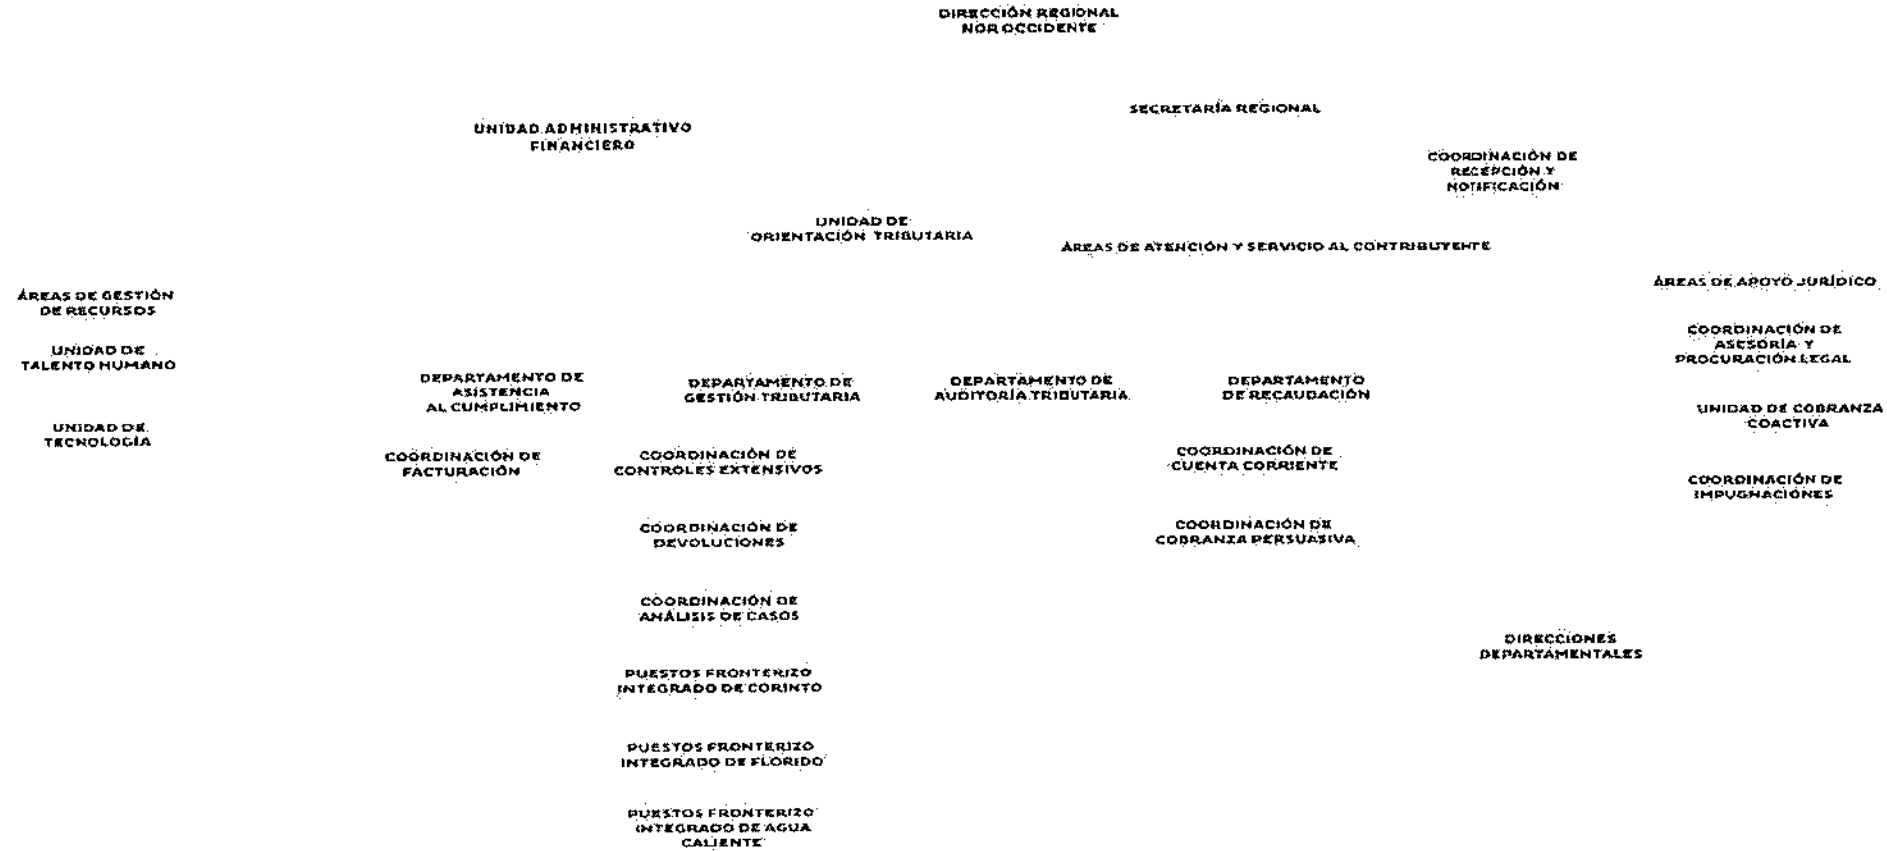 DIRECCIÓN REGIONAL
NOR OCCIDENTE
SECRETARÍA REGIONAL
UNIDAD ADMINISTRATIVO
FINANCIERO
COORDINACIÓN DE
RECEPCIÓN Y
NOTIFICACIÓN
UNIDAD DE
ORIENTACIÓN TRIBUTARIA
ÁREAS DE ATENCIÓN Y SERVICIO AL CONTRIBUYENTE
ÁREAS DE GESTIÓN
DE RECURSOS
UNIDAD DE
TALENTO HUMANO
UNIDAD DE
TECNOLOGÍA
DEPARTAMENTO DE
ASISTENCIA
AL CUMPLIMIENTO
COORDINACIÓN DE
FACTURACIÓN
DEPARTAMENTO DE
GESTIÓN TRIBUTARIA
COORDINACIÓN DE
CONTROLES EXTENSIVOS
COORDINACIÓN DE
DEVOLUCIONES
COORDINACIÓN DE
ANÁLISIS DE CASOS
PUESTOS FRONTERIZO
INTEGRADO DE CORINTO
PUESTOS FRONTERIZO
INTEGRADO DE FLORIDO
PUESTOS FRONTERIZO
INTEGRADO DE AGUA
CALIENTE
DEPARTAMENTO DE
AUDITORÍA TRIBUTARIA
DEPARTAMENTO
DE RECAUDACIÓN
COORDINACIÓN DE
CUENTA CORRIENTE
COORDINACIÓN DE
COBRANZA PERSUASIVA
ÁREAS DE APOYO JURÍDICO
COORDINACIÓN DE
ASESORÍA Y
PROCURACIÓN LEGAL
UNIDAD DE COBRANZA
COACTIVA
COORDINACIÓN DE
IMPUGNACIONES
DIRECCIONES
DEPARTAMENTALES